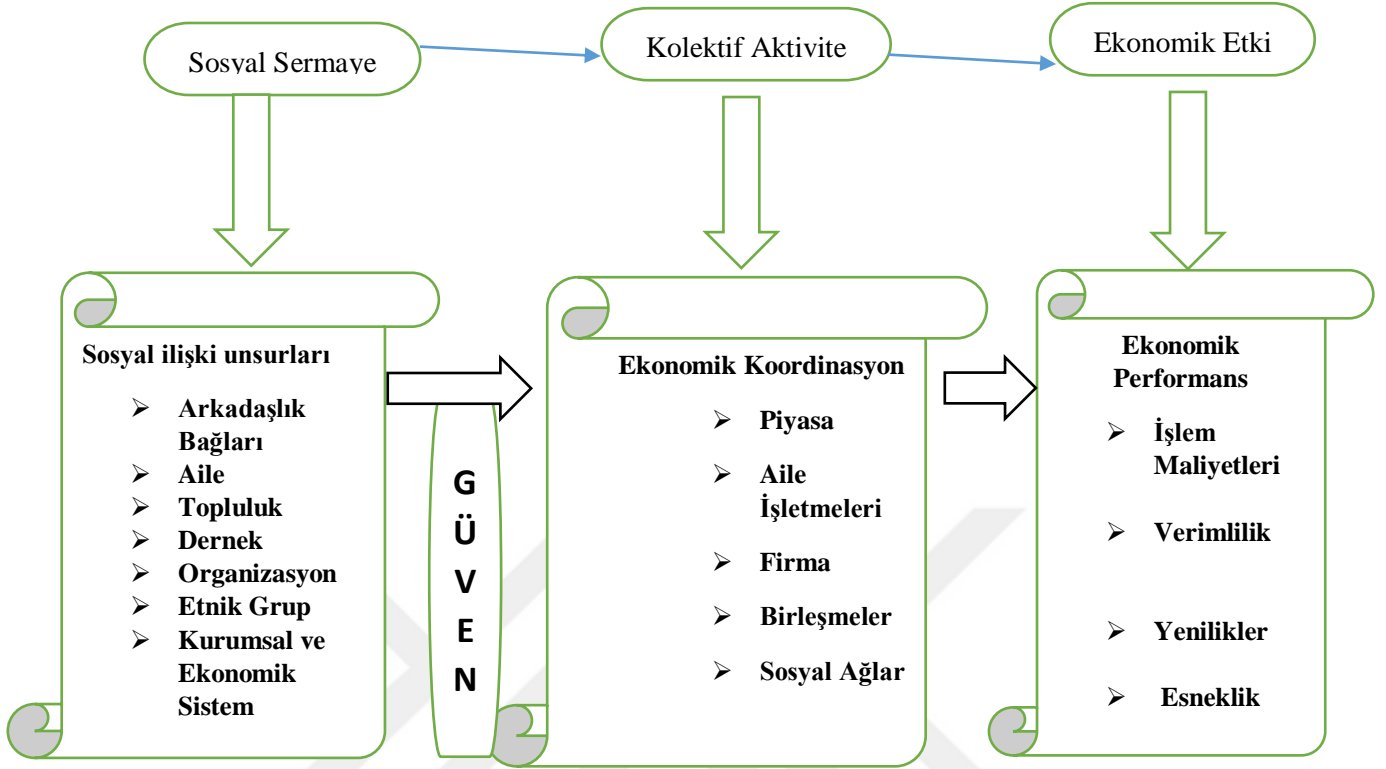 Sosyal Sermaye
Kolektif Aktivite
Ekonomik Etki
Sosyal ilişki unsurları
➢ Arkadaşlık
Bağları
➢ Aile
➢ Topluluk
➢ Dernek
➢ Organizasyon
➢ Etnik Grup
➢ Kurumsal ve
Ekonomik
Sistem
G
Ü
V
E
N
Ekonomik Koordinasyon
➢ Piyasa
➢ Aile
İşletmeleri
➢ Firma
➢ Birleşmeler
➢ Sosyal Ağlar
Ekonomik
Performans
➢ İşlem
Maliyetleri
➢ Verimlilik
➢ Yenilikler
➢ Esneklik